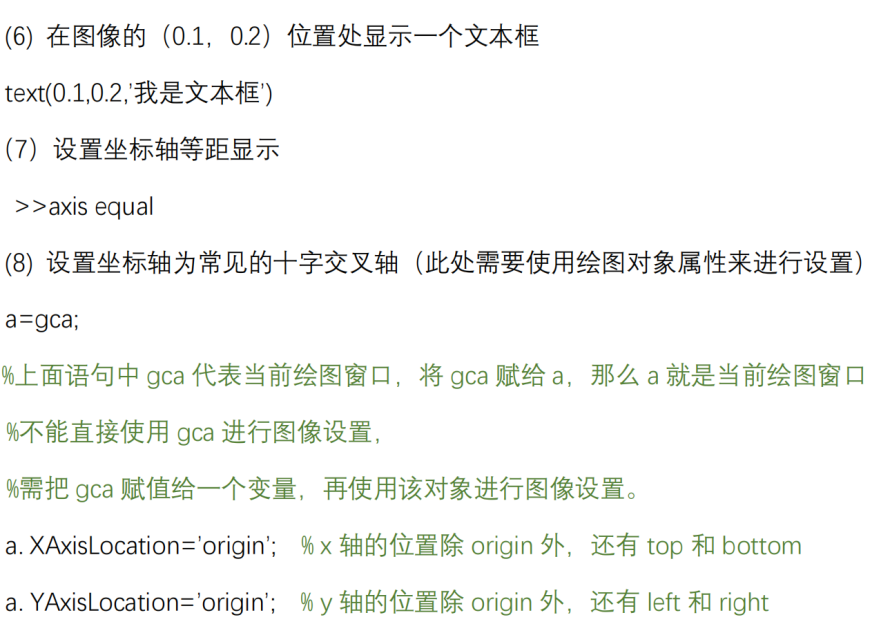 (6) 在图像的（0.1，0.2）位置处显示一个文本框
text(0.1,0.2,’我是文本框’)
（7）设置坐标轴等距显示
>>axis equal
(8) 设置坐标轴为常见的十字交叉轴（此处需要使用绘图对象属性来进行设置）
a=gca;
%上面语句中 gca 代表当前绘图窗口，将 gca 赋给 a，那么 a 就是当前绘图窗口
%不能直接使用 gca 进行图像设置，
%需把 gca 赋值给一个变量，再使用该对象进行图像设置。
a. XAxisLocation=’origin’; % x 轴的位置除 origin 外，还有 top 和 bottom
a. YAxisLocation=’origin’; % y 轴的位置除 origin 外，还有 left 和 right